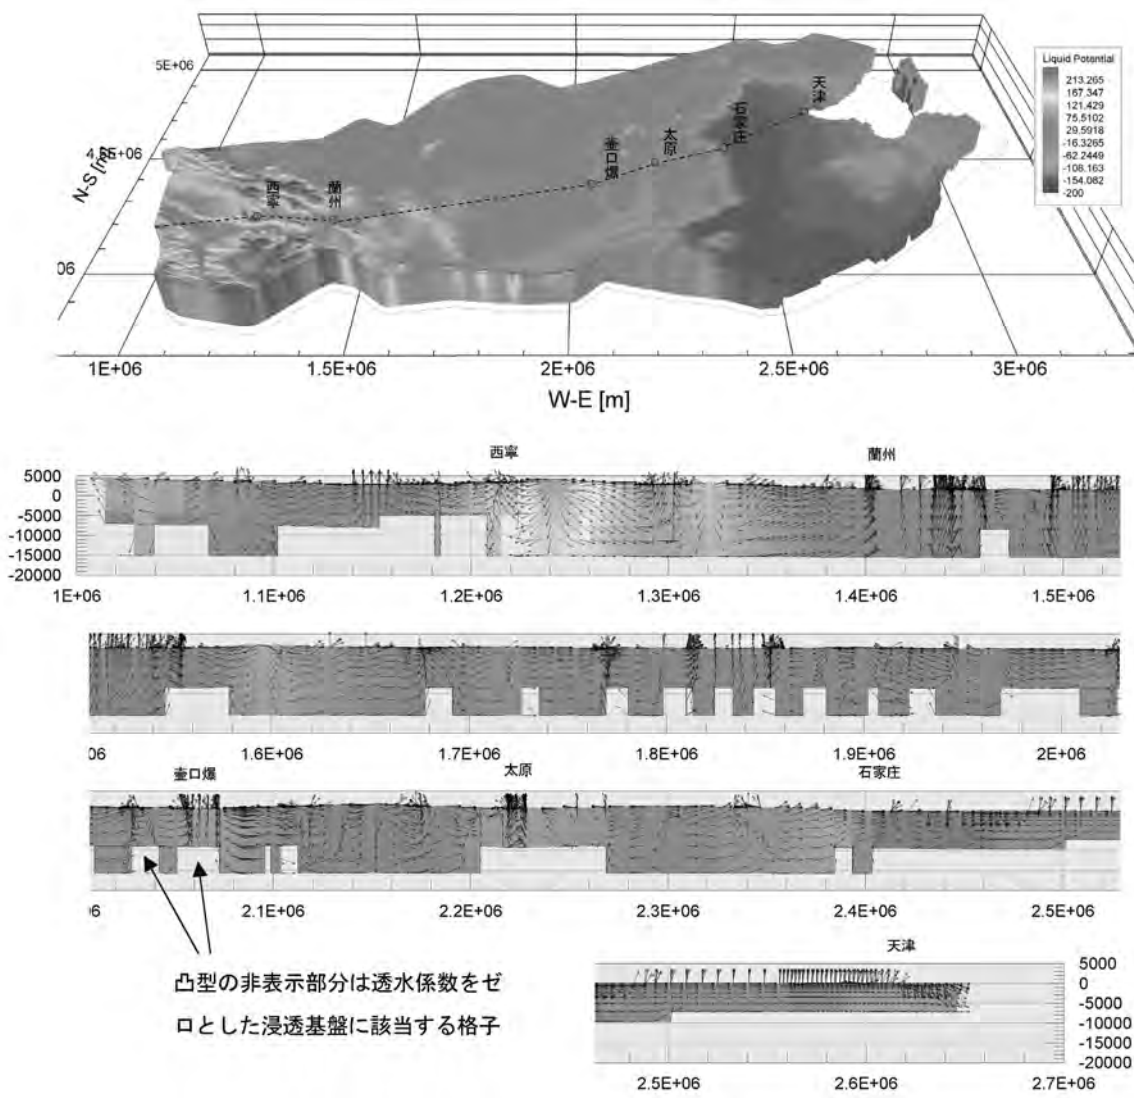 5E+06
4.5E+06
06
N-S [m]
西寧
蘭州
壷口爆
太原
石家庄
天津
Liquid Potential
213.265
167.347
121.429
75.5102
29.5918
-16.3265
-62.2449
-108.163
-154.082
-200
1E+06 1.5E+06 2E+06 2.5E+06 3E+06
W-E [m]
西寧 蘭州
5000
0
-5000
-10000
-15000
-20000
1E+06 1.1E+06 1.2E+06 1.3E+06 1.4E+06 1.5E+06
06 1.6E+06 1.7E+06 1.8E+06 1.9E+06 2E+06
壷口爆 太原 石家庄
06 2.1E+06 2.2E+06 2.3E+06 2.4E+06 2.5E+06
凸型の非表示部分は透水係数をゼ
ロとした浸透基盤に該当する格子
天津
5000
0
-5000
-10000
-15000
-20000
2.5E+06 2.6E+06 2.7E+06